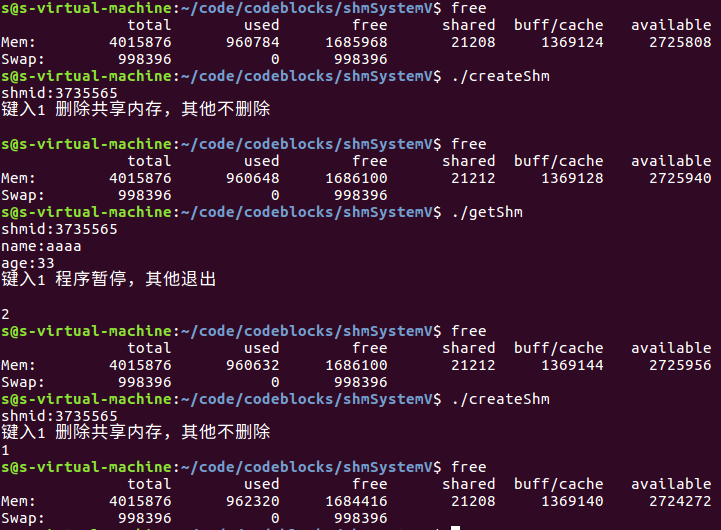 s@s-virtual-machine:~/code/codeblocks/shmSystemV$ free
              total        used        free      shared  buff/cache   available
Mem:        4015876      960784     1685968       21208     1369124     2725808
Swap:        998396           0      998396
s@s-virtual-machine:~/code/codeblocks/shmSystemV$ ./createShm
shmid:3735565
键入1 删除共享内存，其他不删除

s@s-virtual-machine:~/code/codeblocks/shmSystemV$ free
              total        used        free      shared  buff/cache   available
Mem:        4015876      960648     1686100       21212     1369128     2725940
Swap:        998396           0      998396
s@s-virtual-machine:~/code/codeblocks/shmSystemV$ ./getShm
shmid:3735565
name:aaaa
age:33
键入1 程序暂停，其他退出

2
s@s-virtual-machine:~/code/codeblocks/shmSystemV$ free
              total        used        free      shared  buff/cache   available
Mem:        4015876      960632     1686100       21212     1369144     2725956
Swap:        998396           0      998396
s@s-virtual-machine:~/code/codeblocks/shmSystemV$ ./createShm
shmid:3735565
键入1 删除共享内存，其他不删除
1
s@s-virtual-machine:~/code/codeblocks/shmSystemV$ free
              total        used        free      shared  buff/cache   available
Mem:        4015876      962320     1684416       21208     1369140     2724272
Swap:        998396           0      998396